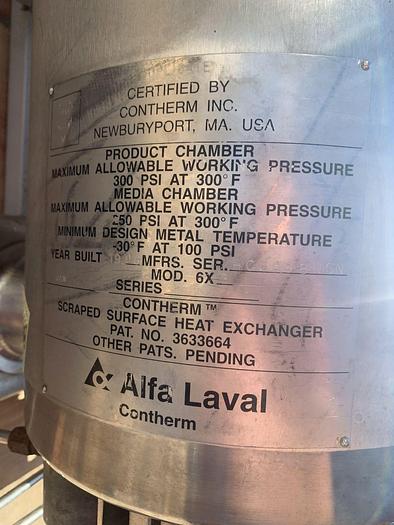 CERTIFIED BY
CONTHERM INC.
NEWBURYPORT, MA. USA
PRODUCT CHAMBER
MAXIMUM ALLOWABLE WORKING PRESSURE
300 PSI AT 300°F
MEDIA CHAMBER
MAXIMUM ALLOWABLE WORKING PRESSURE
250 PSI AT 300°F
MINIMUM DESIGN METAL TEMPERATURE
-30°F AT 100 PSI
YEAR BUILT MFRS. SER.
MOD. 6X
SERIES
CONTHERM™
SCRAPED SURFACE HEAT EXCHANGER
PAT. NO. 3633664
OTHER PATS. PENDING
Alfa Laval
Contherm